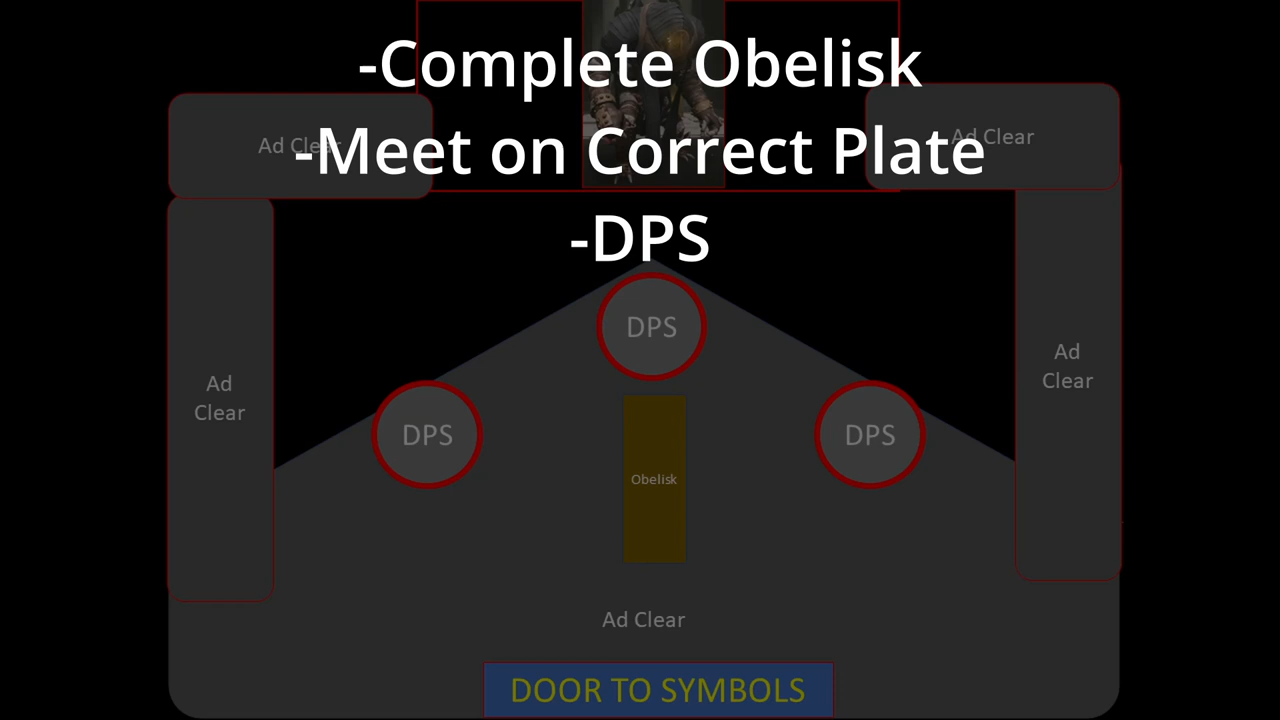 -Complete Obelisk
Ad Clear
Ad Clear
-Meet on Correct Plate
-DPS
DPS
Ad
Clear
Ad
Clear
DPS
DPS
Obelisk
Ad Clear
DOOR TO SYMBOLS